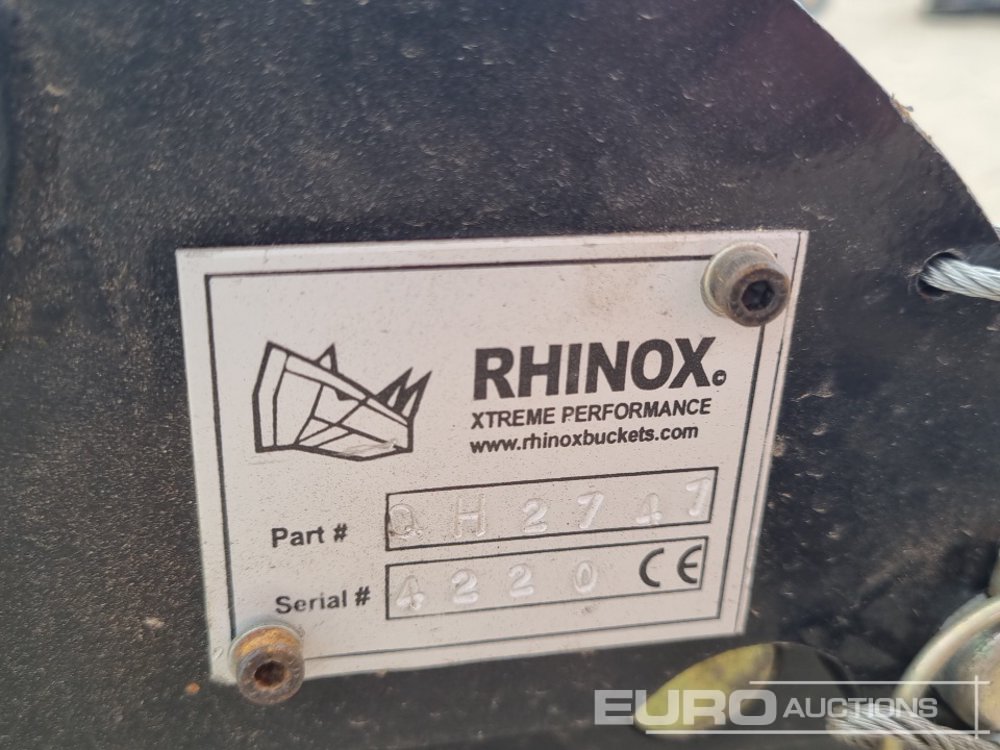 RHINOX©
XTREME PERFORMANCE
www.rhinoxbuckets.com
Part # QH2747
Serial # 4220 CE
EURO AUCTIONS